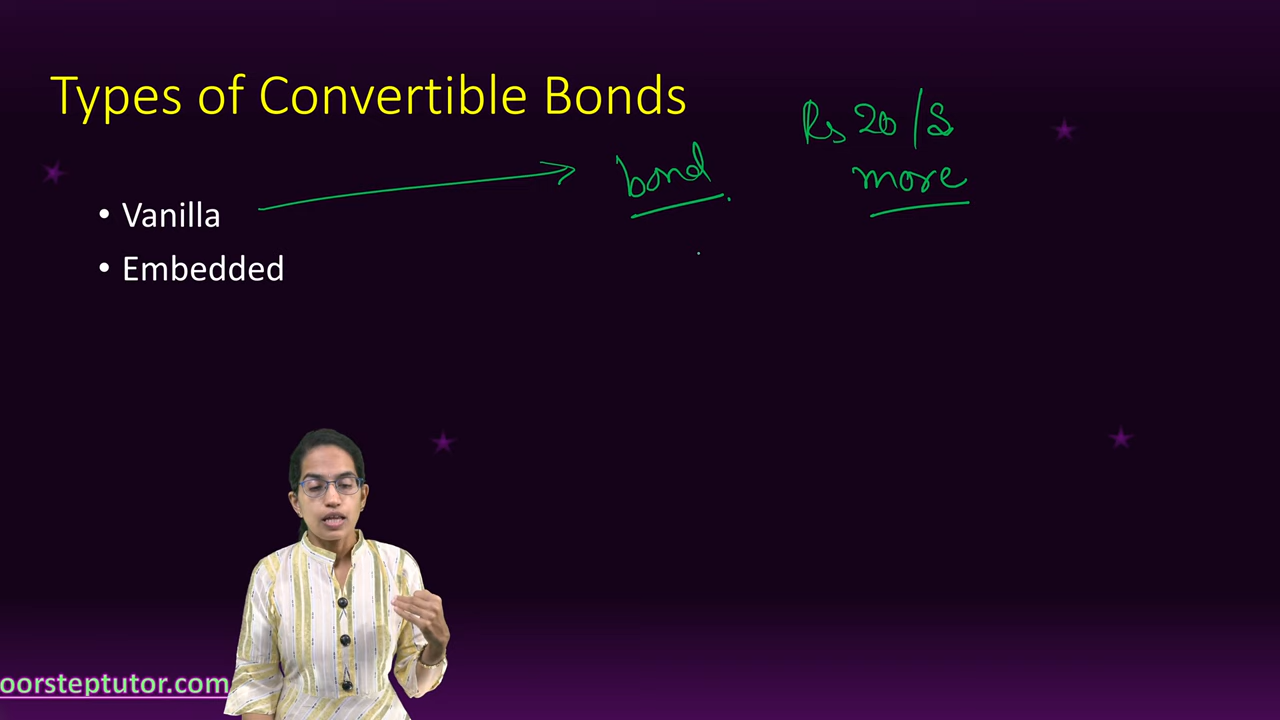 Types of Convertible Bonds
Rs 20/S
more
bond
• Vanilla
• Embedded
oorsteptutor.com